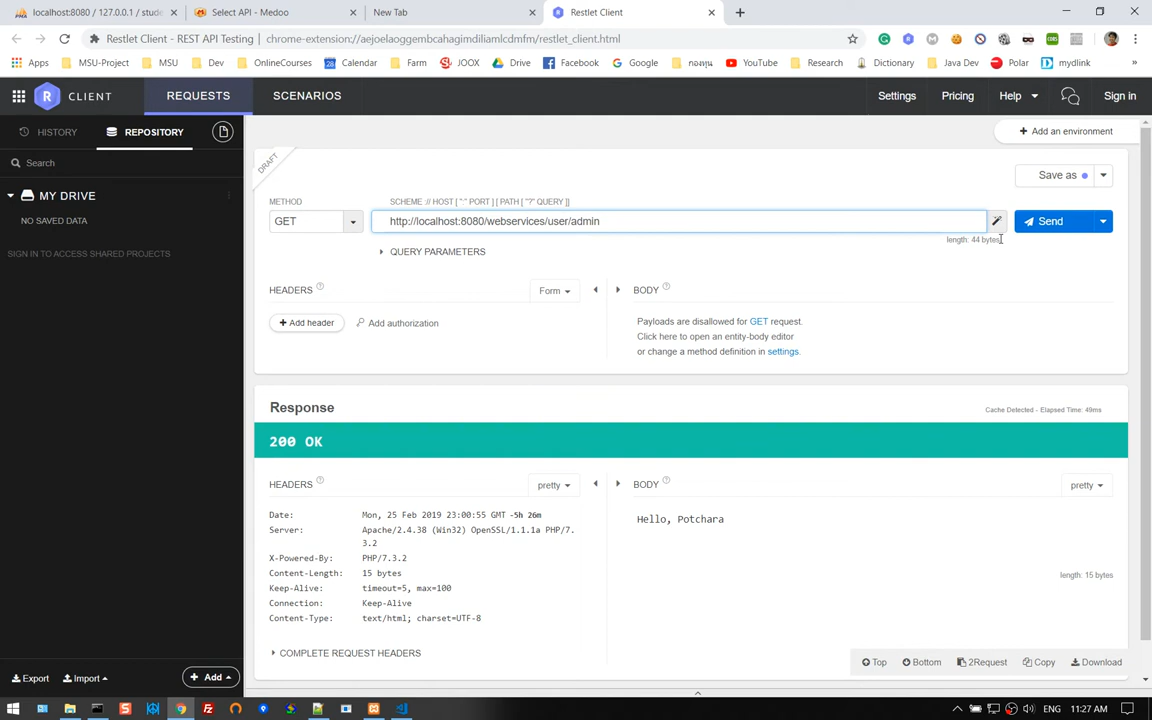 localhost:8080 / 127.0.0.1 / stude
Select API - Medoo
New Tab
Restlet Client
Restlet Client - REST API Testing
chrome-extension://aejoelaoggembcahagimdiliamlcdmfm/restlet_client.html
Apps
MSU-Project
MSU
Dev
OnlineCourses
Calendar
Farm
JOOX
Drive
Facebook
Google
กองทุน
YouTube
Research
Dictionary
Java Dev
Polar
mydlink
CLIENT
REQUESTS
SCENARIOS
Settings
Pricing
Help
Sign in
HISTORY
REPOSITORY
Add an environment
Search
DRAFT
Save as
MY DRIVE
METHOD
SCHEME :// HOST [ ":" PORT ] [ PATH [ "?" QUERY ]]
NO SAVED DATA
GET
http://localhost:8080/webservices/user/admin
Send
length: 44 bytes
SIGN IN TO ACCESS SHARED PROJECTS
QUERY PARAMETERS
HEADERS
Form
BODY
Add header
Add authorization
Payloads are disallowed for GET request.
Click here to open an entity-body editor
or change a method definition in settings.
Response
Cache Detected - Elapsed Time: 49ms
200 OK
HEADERS
pretty
BODY
pretty
Date: Mon, 25 Feb 2019 23:00:55 GMT -5h 26m
Server: Apache/2.4.38 (Win32) OpenSSL/1.1.1a PHP/7.
3.2
X-Powered-By: PHP/7.3.2
Content-Length: 15 bytes
Keep-Alive: timeout=5, max=100
Connection: Keep-Alive
Content-Type: text/html; charset=UTF-8
Hello, Potchara
length: 15 bytes
COMPLETE REQUEST HEADERS
Top
Bottom
2Request
Copy
Download
Export
Import
Add
ENG
11:27 AM